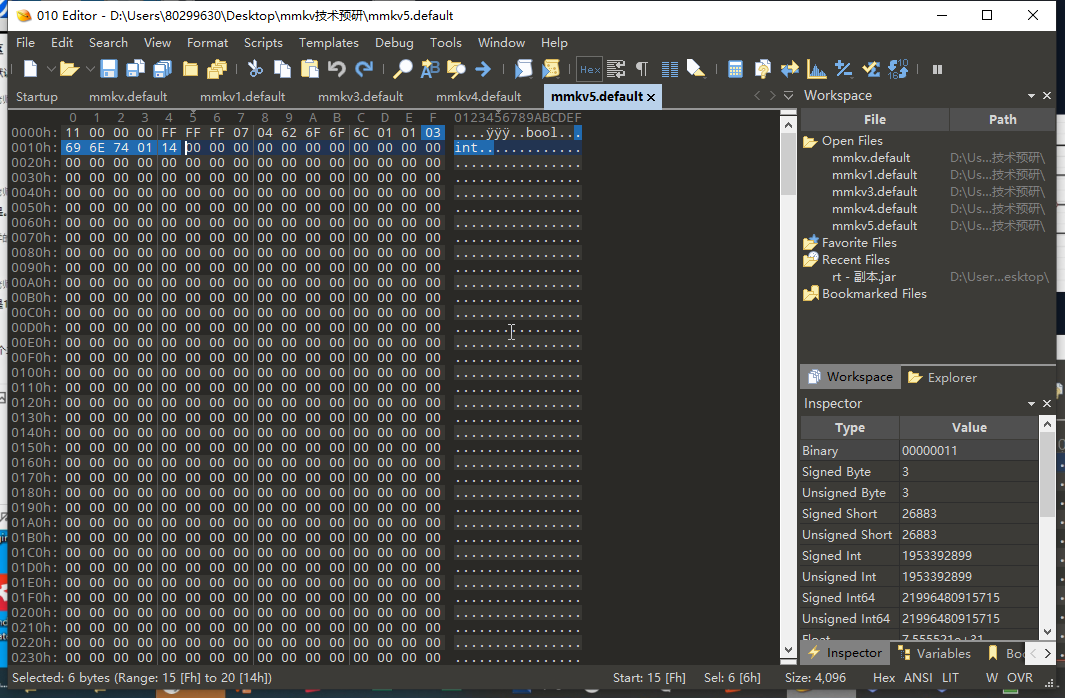 010 Editor - D:\Users\80299630\Desktop\mmkv技术预研\mmkv5.default
File Edit Search View Format Scripts Templates Debug Tools Window Help
Hex
Startup mmkv.default mmkv1.default mmkv3.default mmkv4.default mmkv5.default
0 1 2 3 4 5 6 7 8 9 A B C D E F 0123456789ABCDEF
0000h: 11 00 00 00 FF FF FF 07 04 62 6F 6F 6C 01 01 03 ....ÿÿÿ..bool...
0010h: 69 6E 74 01 14 00 00 00 00 00 00 00 00 00 00 00 int.............
0020h: 00 00 00 00 00 00 00 00 00 00 00 00 00 00 00 00 ................
0030h: 00 00 00 00 00 00 00 00 00 00 00 00 00 00 00 00 ................
0040h: 00 00 00 00 00 00 00 00 00 00 00 00 00 00 00 00 ................
0050h: 00 00 00 00 00 00 00 00 00 00 00 00 00 00 00 00 ................
0060h: 00 00 00 00 00 00 00 00 00 00 00 00 00 00 00 00 ................
0070h: 00 00 00 00 00 00 00 00 00 00 00 00 00 00 00 00 ................
0080h: 00 00 00 00 00 00 00 00 00 00 00 00 00 00 00 00 ................
0090h: 00 00 00 00 00 00 00 00 00 00 00 00 00 00 00 00 ................
00A0h: 00 00 00 00 00 00 00 00 00 00 00 00 00 00 00 00 ................
00B0h: 00 00 00 00 00 00 00 00 00 00 00 00 00 00 00 00 ................
00C0h: 00 00 00 00 00 00 00 00 00 00 00 00 00 00 00 00 ................
00D0h: 00 00 00 00 00 00 00 00 00 00 00 00 00 00 00 00 ................
00E0h: 00 00 00 00 00 00 00 00 00 00 00 00 00 00 00 00 ................
00F0h: 00 00 00 00 00 00 00 00 00 00 00 00 00 00 00 00 ................
0100h: 00 00 00 00 00 00 00 00 00 00 00 00 00 00 00 00 ................
0110h: 00 00 00 00 00 00 00 00 00 00 00 00 00 00 00 00 ................
0120h: 00 00 00 00 00 00 00 00 00 00 00 00 00 00 00 00 ................
0130h: 00 00 00 00 00 00 00 00 00 00 00 00 00 00 00 00 ................
0140h: 00 00 00 00 00 00 00 00 00 00 00 00 00 00 00 00 ................
0150h: 00 00 00 00 00 00 00 00 00 00 00 00 00 00 00 00 ................
0160h: 00 00 00 00 00 00 00 00 00 00 00 00 00 00 00 00 ................
0170h: 00 00 00 00 00 00 00 00 00 00 00 00 00 00 00 00 ................
0180h: 00 00 00 00 00 00 00 00 00 00 00 00 00 00 00 00 ................
0190h: 00 00 00 00 00 00 00 00 00 00 00 00 00 00 00 00 ................
01A0h: 00 00 00 00 00 00 00 00 00 00 00 00 00 00 00 00 ................
01B0h: 00 00 00 00 00 00 00 00 00 00 00 00 00 00 00 00 ................
01C0h: 00 00 00 00 00 00 00 00 00 00 00 00 00 00 00 00 ................
01D0h: 00 00 00 00 00 00 00 00 00 00 00 00 00 00 00 00 ................
01E0h: 00 00 00 00 00 00 00 00 00 00 00 00 00 00 00 00 ................
01F0h: 00 00 00 00 00 00 00 00 00 00 00 00 00 00 00 00 ................
0200h: 00 00 00 00 00 00 00 00 00 00 00 00 00 00 00 00 ................
0210h: 00 00 00 00 00 00 00 00 00 00 00 00 00 00 00 00 ................
0220h: 00 00 00 00 00 00 00 00 00 00 00 00 00 00 00 00 ................
0230h: 00 00 00 00 00 00 00 00 00 00 00 00 00 00 00 00 ................
Workspace
File Path
Open Files
mmkv.default D:\Us...技术预研\
mmkv1.default D:\Us...技术预研\
mmkv3.default D:\Us...技术预研\
mmkv4.default D:\Us...技术预研\
mmkv5.default D:\Us...技术预研\
Favorite Files
Recent Files
rt - 副本.jar D:\User...esktop\
Bookmarked Files
Workspace Explorer
Inspector
Type Value
Binary 00000011
Signed Byte 3
Unsigned Byte 3
Signed Short 26883
Unsigned Short 26883
Signed Int 1953392899
Unsigned Int 1953392899
Signed Int64 21996480915715
Unsigned Int64 21996480915715
Float 7.555521e+31
Inspector Variables Boo
Selected: 6 bytes (Range: 15 [Fh] to 20 [14h]) Start: 15 [Fh] Sel: 6 [6h] Size: 4,096 Hex ANSI LIT W OVR